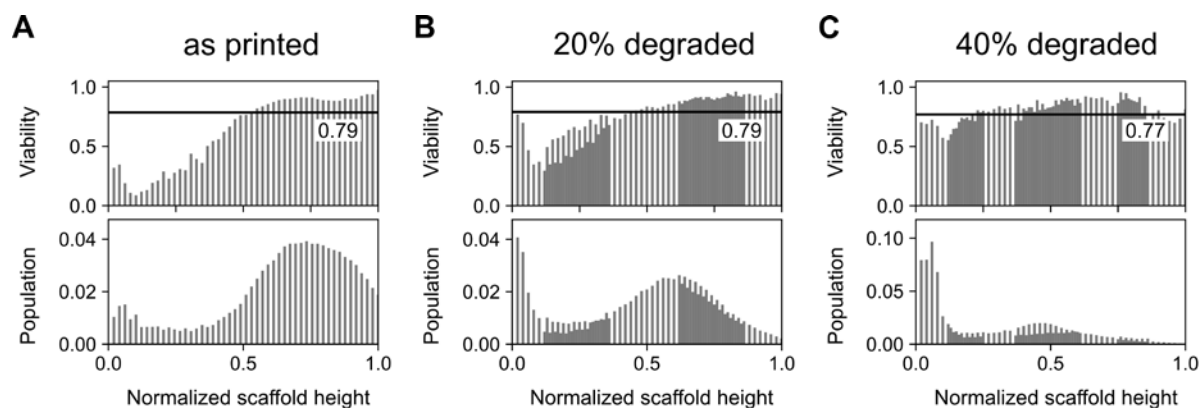 A
as printed
B
20% degraded
C
40% degraded
Viability
1.0
0.5
0.0
0.79
Viability
1.0
0.5
0.0
0.79
Viability
1.0
0.5
0.0
0.77
Population
0.04
0.02
0.00
Population
0.04
0.02
0.00
Population
0.10
0.05
0.00
0.0 0.5 1.0
0.0 0.5 1.0
0.0 0.5 1.0
Normalized scaffold height
Normalized scaffold height
Normalized scaffold height